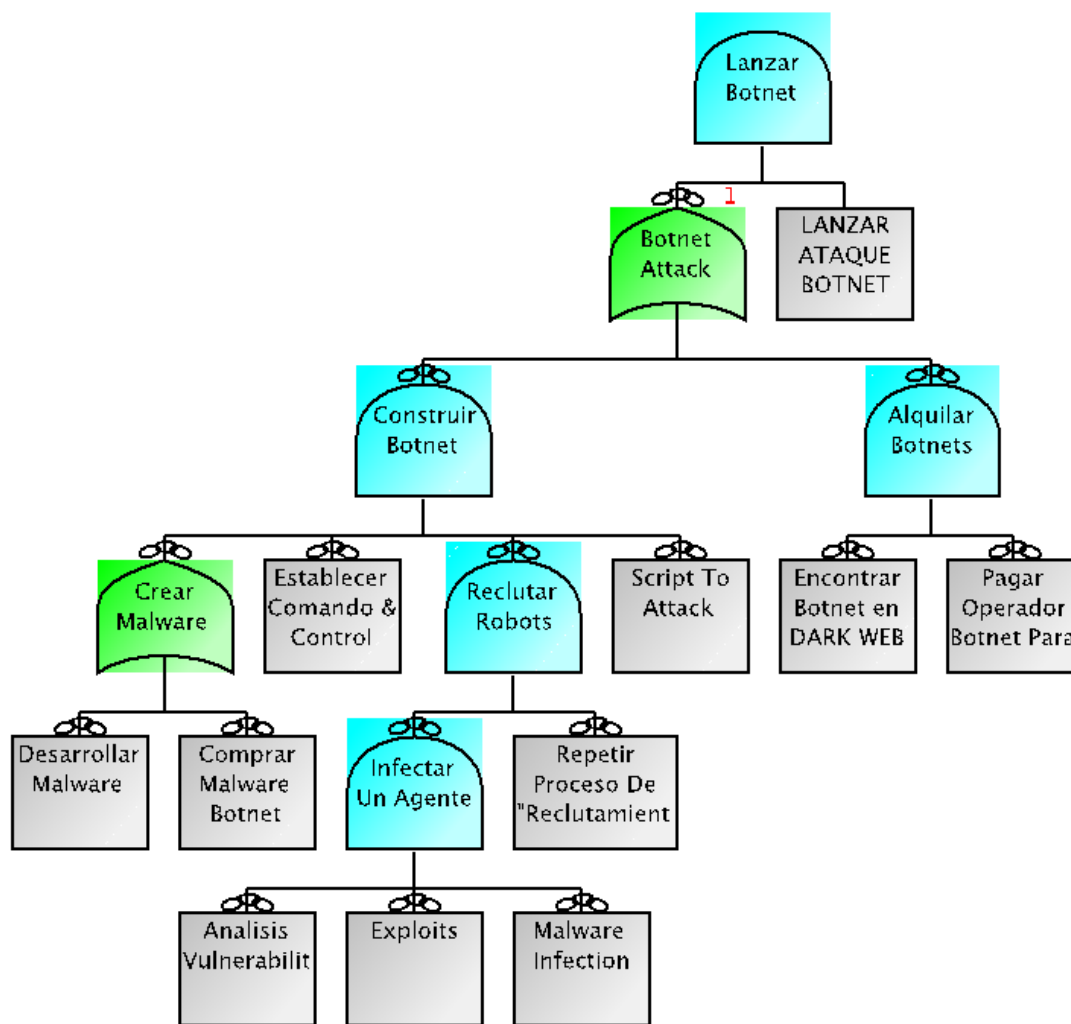 Lanzar
Botnet
1
Botnet
Attack
LANZAR
ATAQUE
BOTNET
Construir
Botnet
Alquilar
Botnets
Crear
Malware
Establecer
Comando &
Control
Reclutar
Robots
Script To
Attack
Encontrar
Botnet en
DARK WEB
Pagar
Operador
Botnet Para
Desarrollar
Malware
Comprar
Malware
Botnet
Infectar
Un Agente
Repetir
Proceso De
"Reclutamient
Analisis
Vulnerabilit
Exploits
Malware
Infection